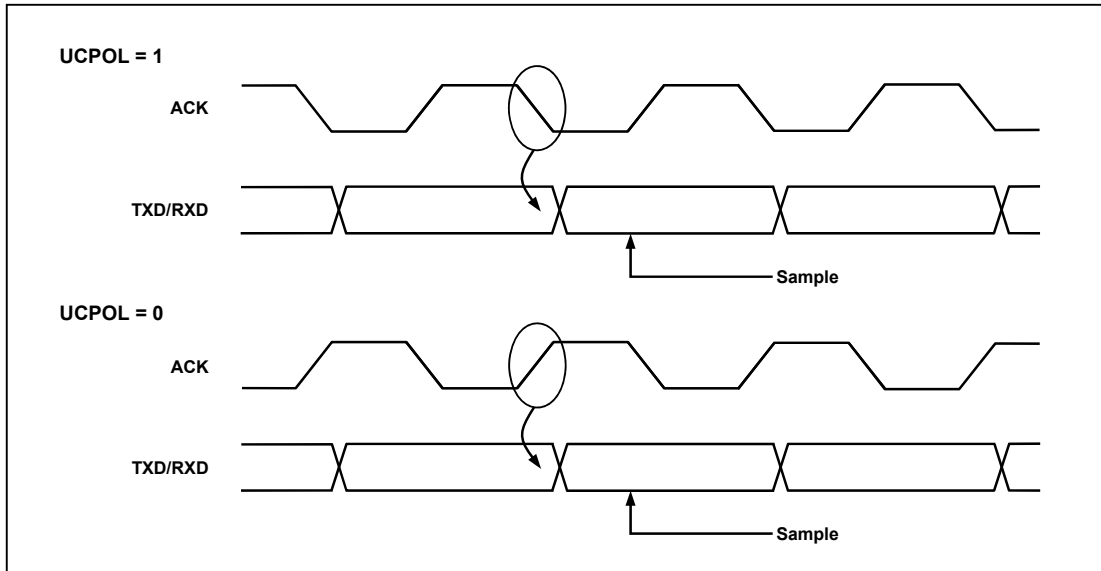 UCPOL = 1
ACK
TXD/RXD
Sample
UCPOL = 0
ACK
TXD/RXD
Sample